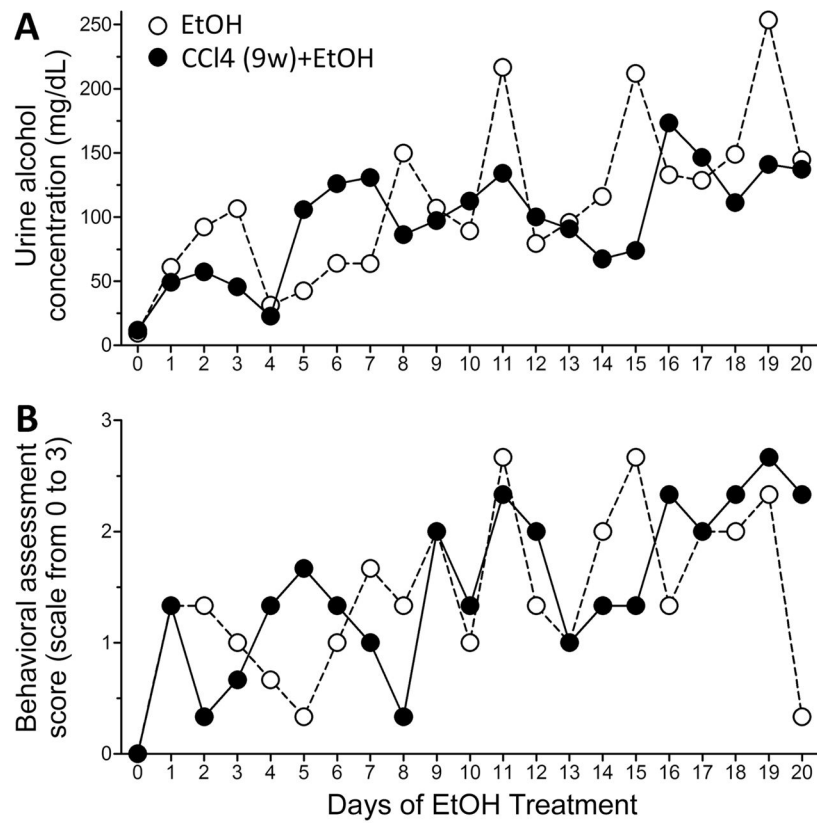 A
EtOH
CCl4 (9w)+EtOH
Urine alcohol
concentration (mg/dL)
250
200
150
100
50
0
0 1 2 3 4 5 6 7 8 9 10 11 12 13 14 15 16 17 18 19 20
B
Behavioral assessment
score (scale from 0 to 3)
3
2
1
0
0 1 2 3 4 5 6 7 8 9 10 11 12 13 14 15 16 17 18 19 20
Days of EtOH Treatment